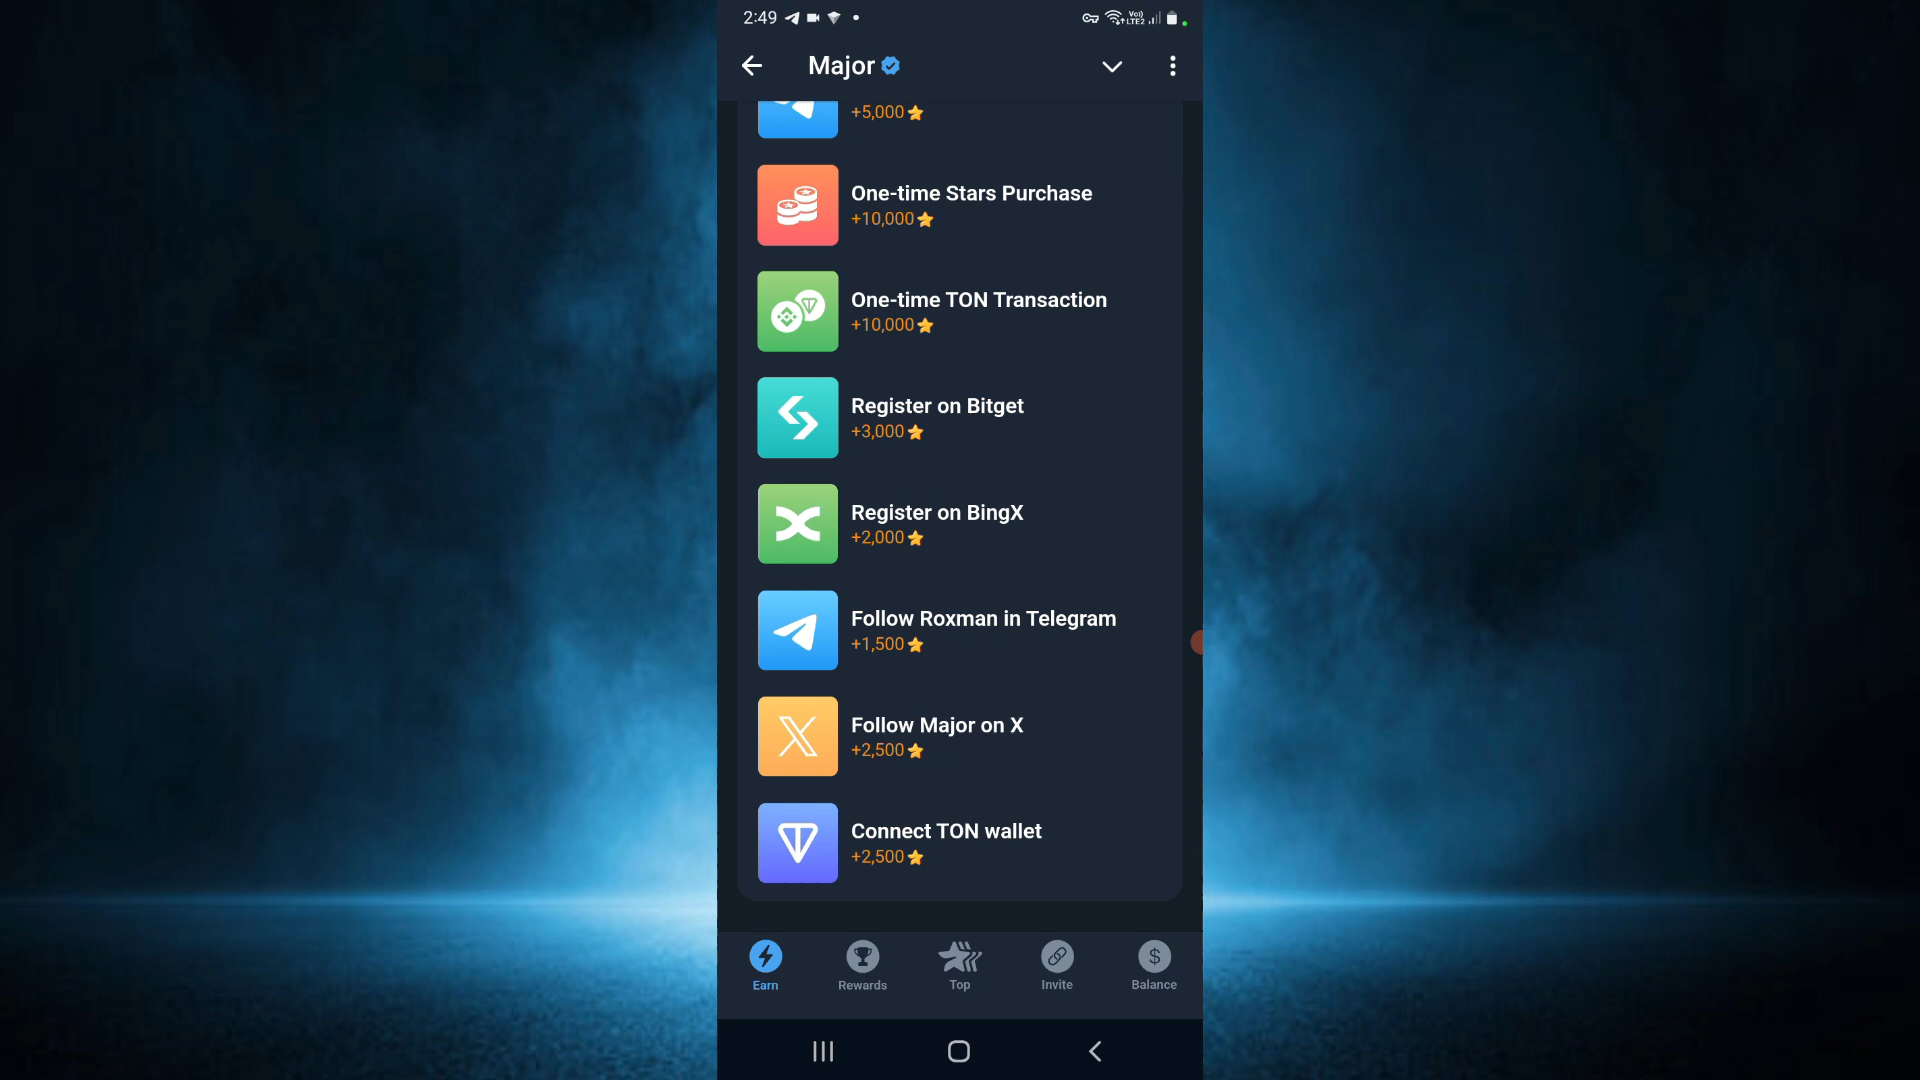 2:49
Vo))
LTE2
Major
+5,000
One-time Stars Purchase
+10,000
One-time TON Transaction
+10,000
Register on Bitget
+3,000
Register on BingX
+2,000
Follow Roxman in Telegram
+1,500
Follow Major on X
+2,500
Connect TON wallet
+2,500
Earn
Rewards
Top
Invite
Balance